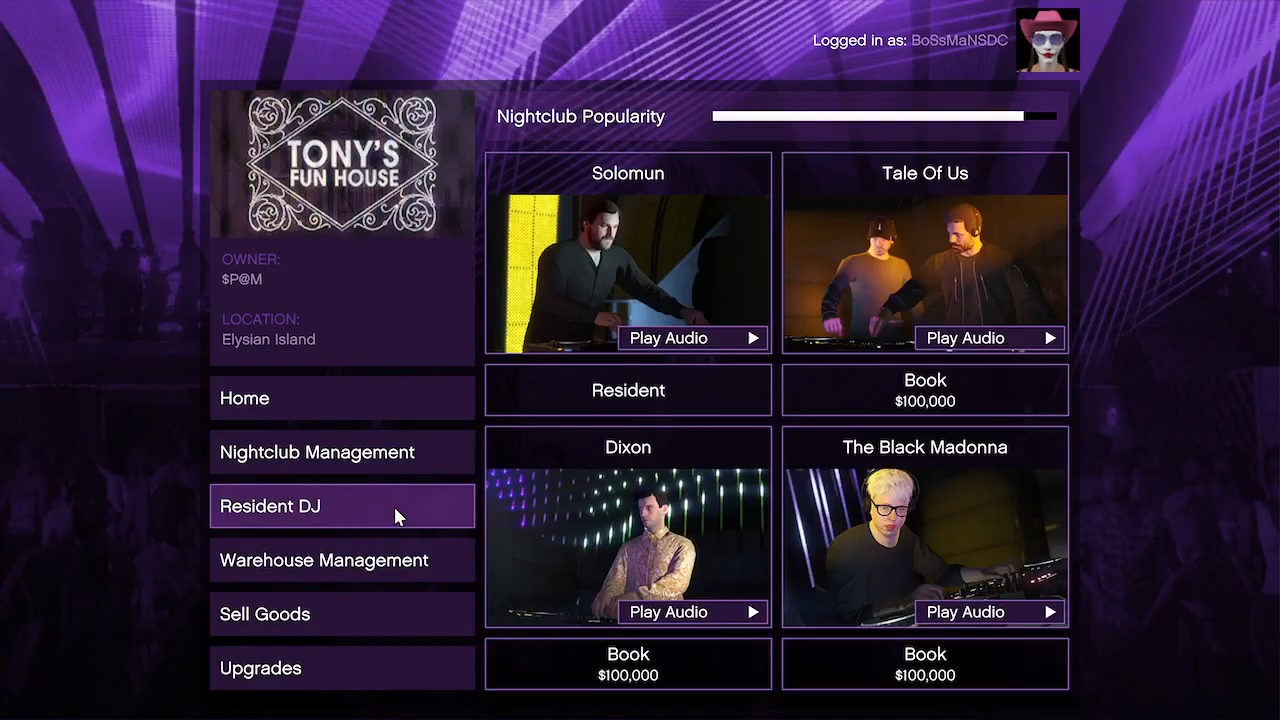 Logged in as: BoSsMaNSDC
TONY'S
FUN HOUSE
OWNER:
$P@M
LOCATION:
Elysian Island
Home
Nightclub Management
Resident DJ
Warehouse Management
Sell Goods
Upgrades
Nightclub Popularity
Solomun
Play Audio
Resident
Tale Of Us
Play Audio
Book
$100,000
Dixon
Play Audio
Book
$100,000
The Black Madonna
Play Audio
Book
$100,000